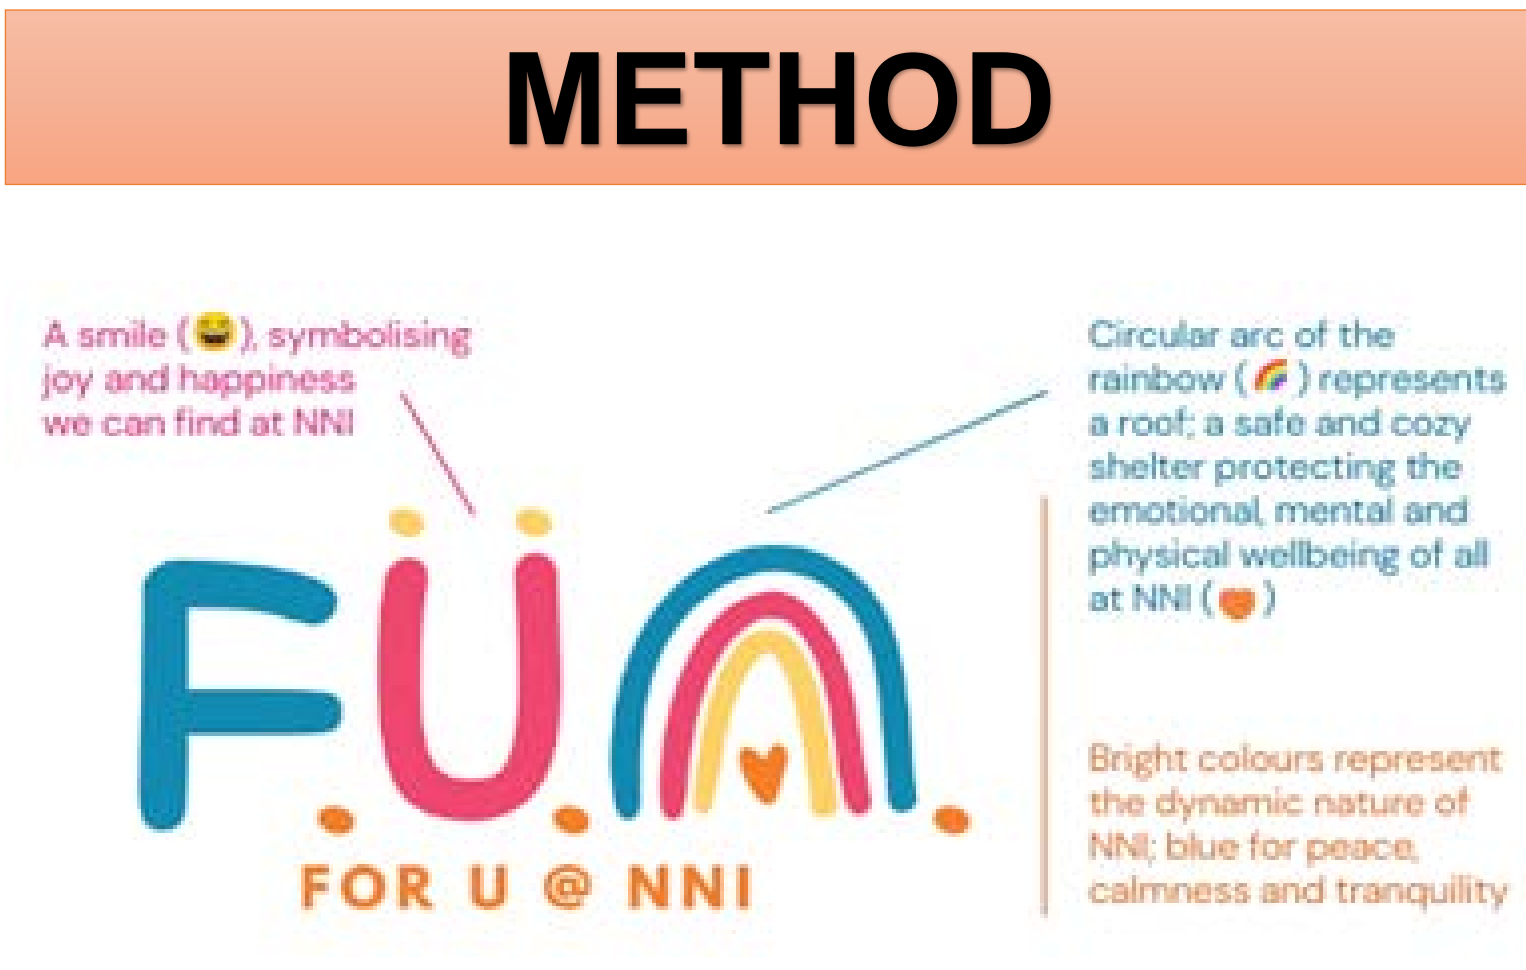 METHOD
A smile (😆), symbolising
joy and happiness
we can find at NNI
Circular arc of the
rainbow (🌈) represents
a roof; a safe and cozy
shelter protecting the
emotional, mental and
physical wellbeing of all
at NNI (🧡)
F.U.N.
FOR U @ NNI
Bright colours represent
the dynamic nature of
NNI; blue for peace,
calmness and tranquility